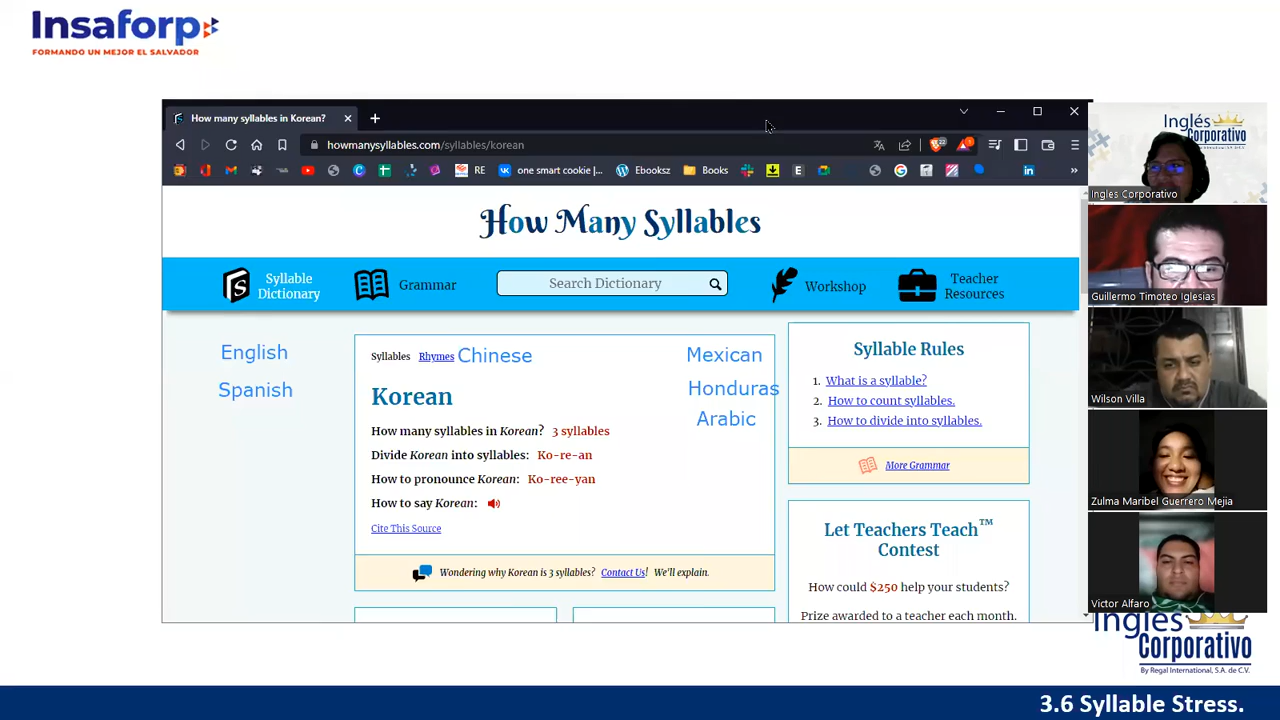 Insaforp
FORMANDO UN MEJOR EL SALVADOR
How many syllables in Korean?
howmanysyllables.com/syllables/korean
RE
one smart cookie |...
Ebooksz
Books
How Many Syllables
Syllable Dictionary
Grammar
Search Dictionary
Workshop
Teacher Resources
English
Spanish
Syllables Rhymes Chinese
Mexican
Honduras
Arabic
Korean
How many syllables in Korean? 3 syllables
Divide Korean into syllables: Ko-re-an
How to pronounce Korean: Ko-ree-yan
How to say Korean:
Cite This Source
Wondering why Korean is 3 syllables? Contact Us! We'll explain.
Syllable Rules
1. What is a syllable?
2. How to count syllables.
3. How to divide into syllables.
More Grammar
Let Teachers Teach™
Contest
How could $250 help your students?
Prize awarded to a teacher each month.
Inglés
Corporativo
Ingles Corporativo
Guillermo Timoteo Iglesias
Wilson Villa
Zulma Maribel Guerrero Mejia
Victor Alfaro
Inglés
Corporativo
By Regal International, S.A. de C.V.
3.6 Syllable Stress.